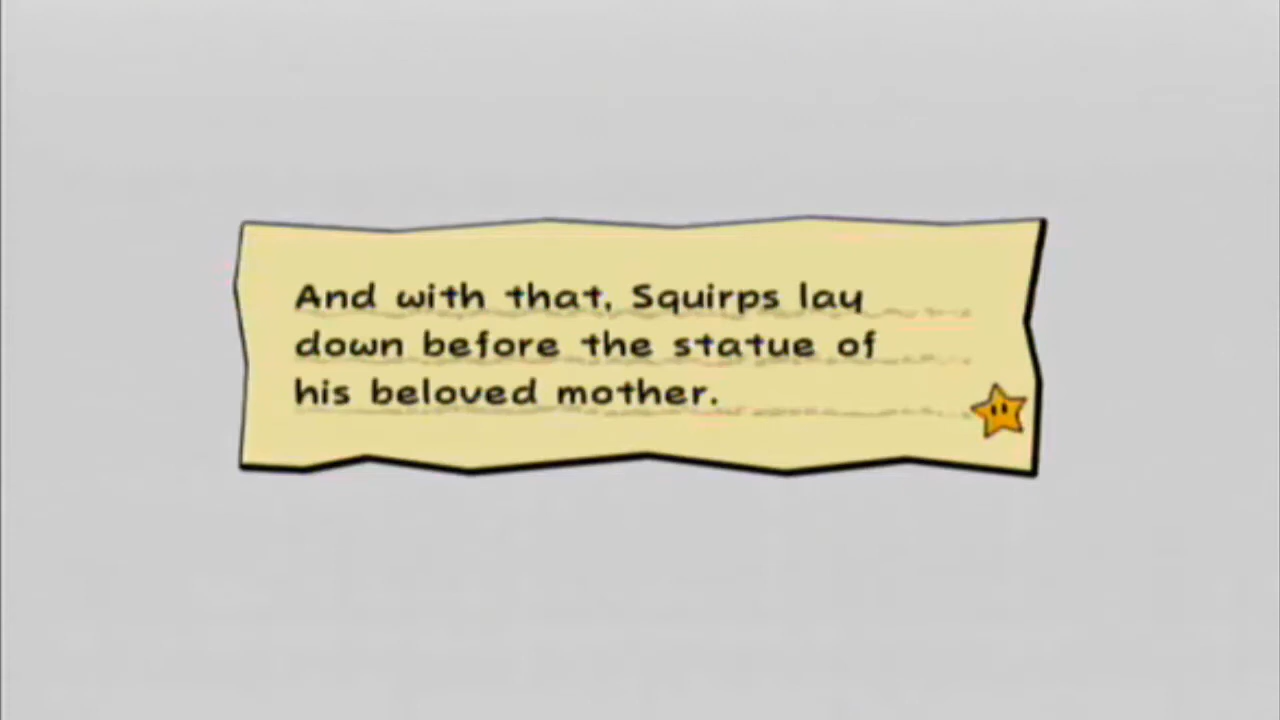 And with that, Squirps lay
down before the statue of
his beloved mother.